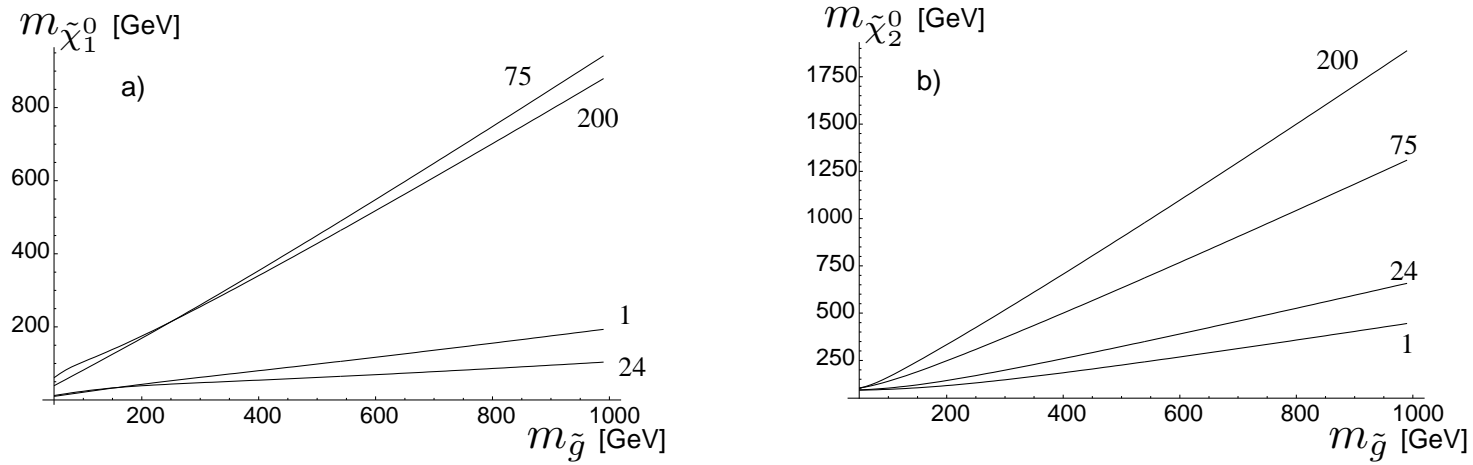 m_{\tilde{\chi}_1^0} [GeV]
a)
75
200
1
24
800
600
400
200
200 400 600 800 1000
m_{\tilde{g}} [GeV]
m_{\tilde{\chi}_2^0} [GeV]
b)
200
75
24
1
1750
1500
1250
1000
750
500
250
200 400 600 800 1000
m_{\tilde{g}} [GeV]